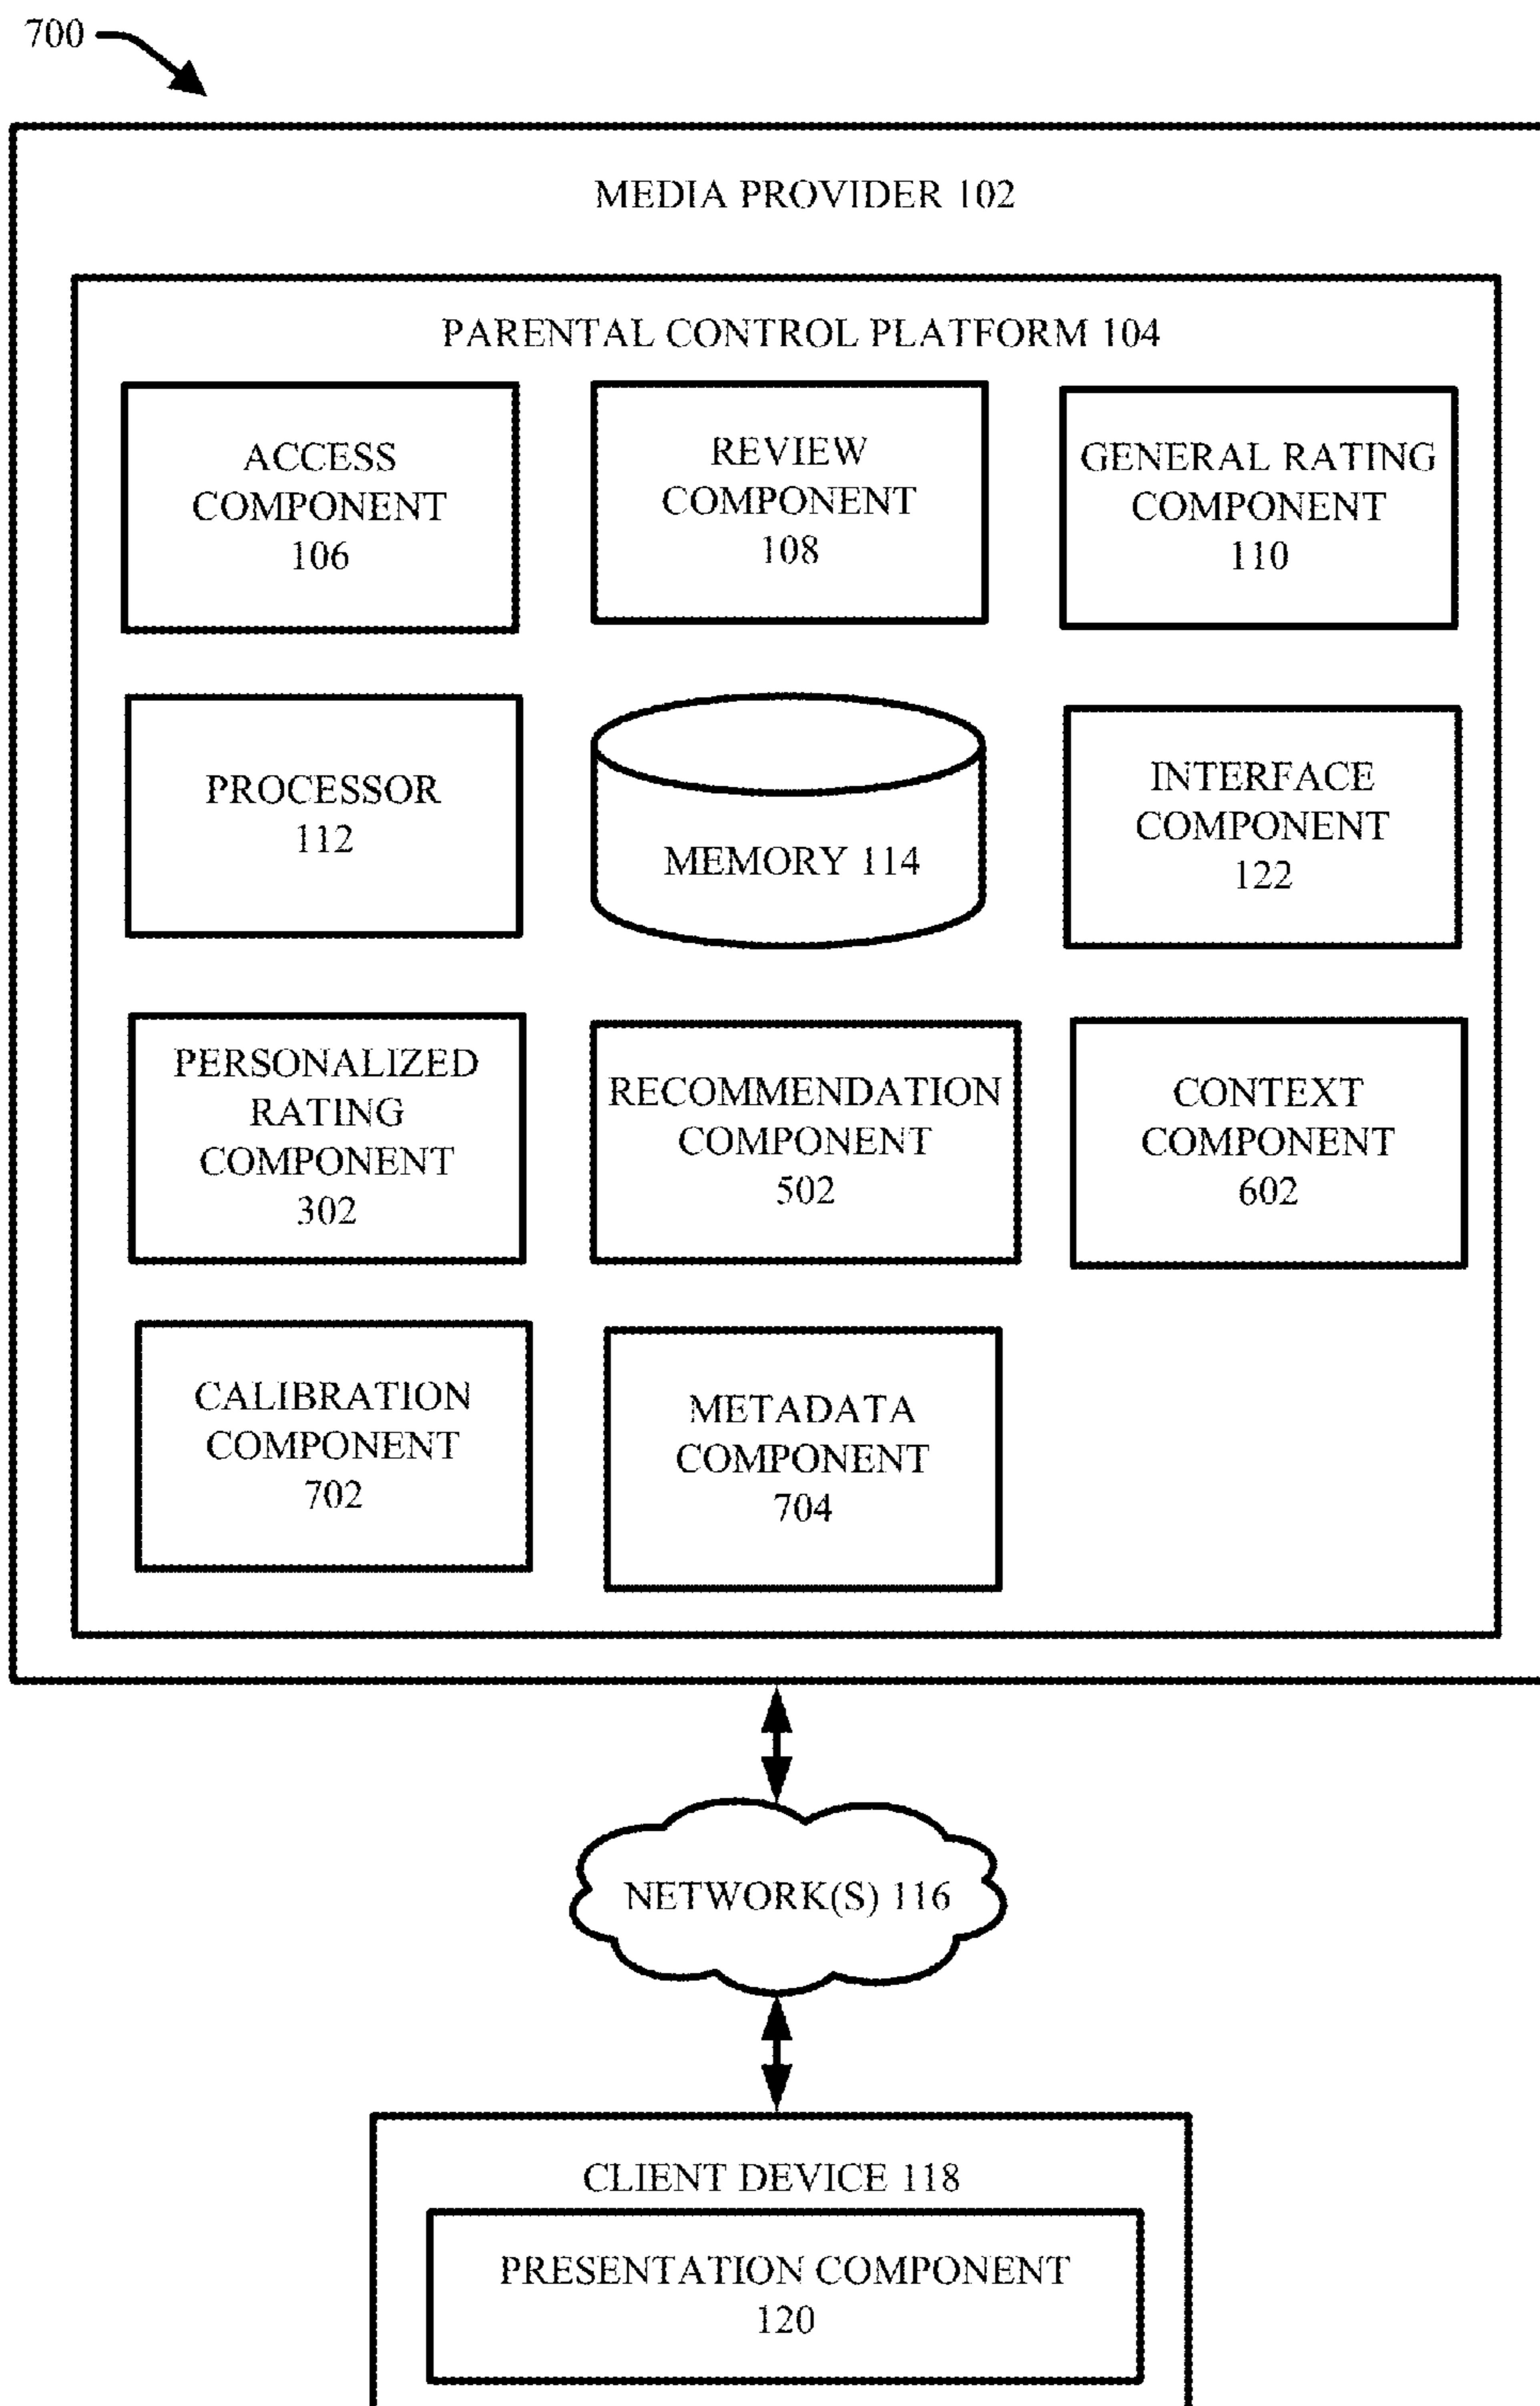 700
MEDIA PROVIDER 102
PARENTAL CONTROL PLATFORM 104
ACCESS
COMPONENT
106
REVIEW
COMPONENT
108
GENERAL RATING
COMPONENT
110
PROCESSOR
112
MEMORY 114
INTERFACE
COMPONENT
122
PERSONALIZED
RATING
COMPONENT
302
RECOMMENDATION
COMPONENT
502
CONTEXT
COMPONENT
602
CALIBRATION
COMPONENT
702
METADATA
COMPONENT
704
NETWORK(S) 116
CLIENT DEVICE 118
PRESENTATION COMPONENT
120